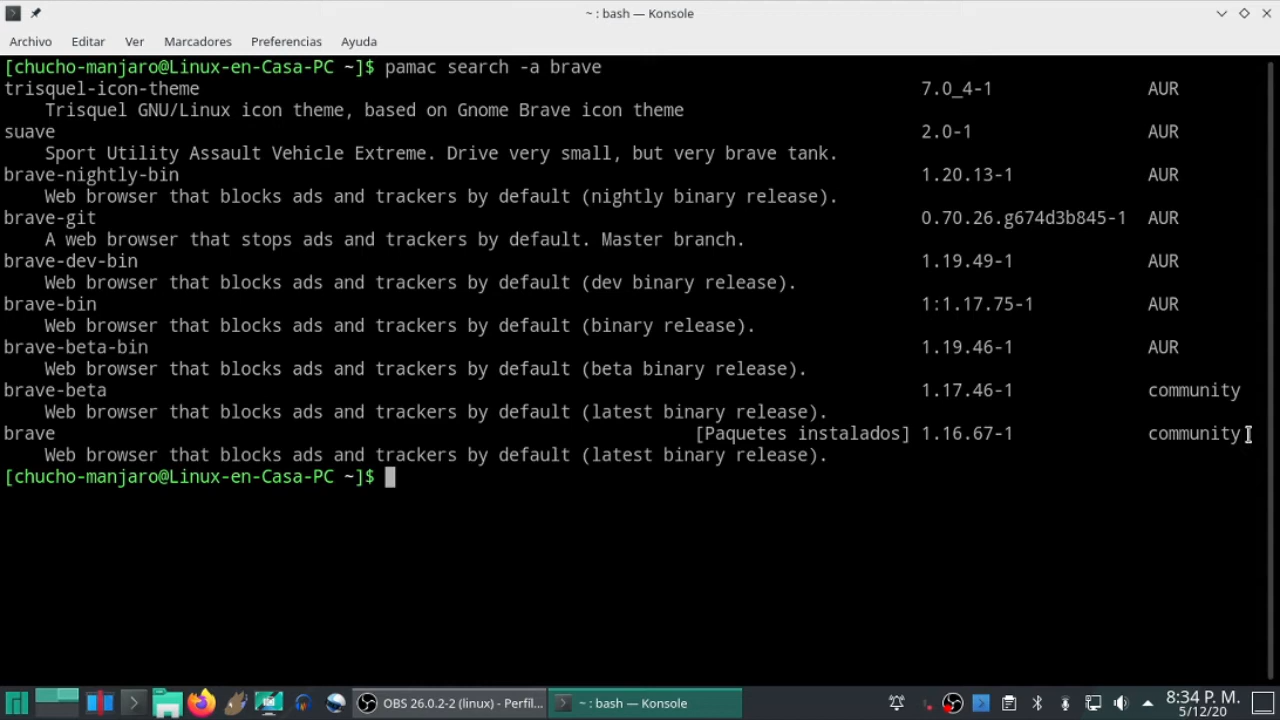 ~ : bash — Konsole
Archivo Editar Ver Marcadores Preferencias Ayuda
[chucho-manjaro@Linux-en-Casa-PC ~]$ pamac search -a brave
trisquel-icon-theme 7.0_4-1 AUR
Trisquel GNU/Linux icon theme, based on Gnome Brave icon theme
suave 2.0-1 AUR
Sport Utility Assault Vehicle Extreme. Drive very small, but very brave tank.
brave-nightly-bin 1.20.13-1 AUR
Web browser that blocks ads and trackers by default (nightly binary release).
brave-git 0.70.26.g674d3b845-1 AUR
A web browser that stops ads and trackers by default. Master branch.
brave-dev-bin 1.19.49-1 AUR
Web browser that blocks ads and trackers by default (dev binary release).
brave-bin 1:1.17.75-1 AUR
Web browser that blocks ads and trackers by default (binary release).
brave-beta-bin 1.19.46-1 AUR
Web browser that blocks ads and trackers by default (beta binary release).
brave-beta 1.17.46-1 community
Web browser that blocks ads and trackers by default (latest binary release).
brave [Paquetes instalados] 1.16.67-1 community
Web browser that blocks ads and trackers by default (latest binary release).
[chucho-manjaro@Linux-en-Casa-PC ~]$
OBS 26.0.2-2 (linux) - Perfil... ~ : bash — Konsole 8:34 P. M.
5/12/20